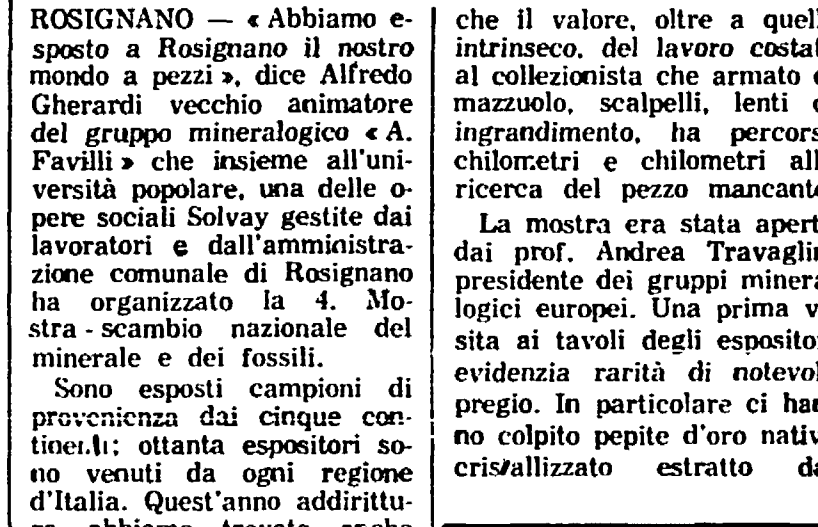 ROSIGNANO — « Abbiamo e-
sposto a Rosignano il nostro
mondo a pezzi », dice Alfredo
Gherardi vecchio animatore
del gruppo mineralogico « A.
Favilli » che insieme all'uni-
versità popolare, una delle o-
pere sociali Solvay gestite dai
lavoratori e dall'amministra-
zione comunale di Rosignano
ha organizzato la 4. Mo-
stra - scambio nazionale del
minerale e dei fossili.
Sono esposti campioni di
provenienza dai cinque con-
tinenti; ottanta espositori so-
no venuti da ogni regione
d'Italia. Quest'anno addirittu-
abbiamo trovato anche
che il valore, oltre a quell
intrinseco, del lavoro costat
al collezionista che armato
mazzuolo, scalpelli, lenti
ingrandimento, ha percors
chilometri e chilometri all
ricerca del pezzo mancante
La mostra era stata apert
dai prof. Andrea Travaglin
presidente dei gruppi minera
logici europei. Una prima v
sita ai tavoli degli espositor
evidenzia rarità di notevol
pregio. In particolare ci han
no colpito pepite d'oro nativ
cristallizzato estratto da